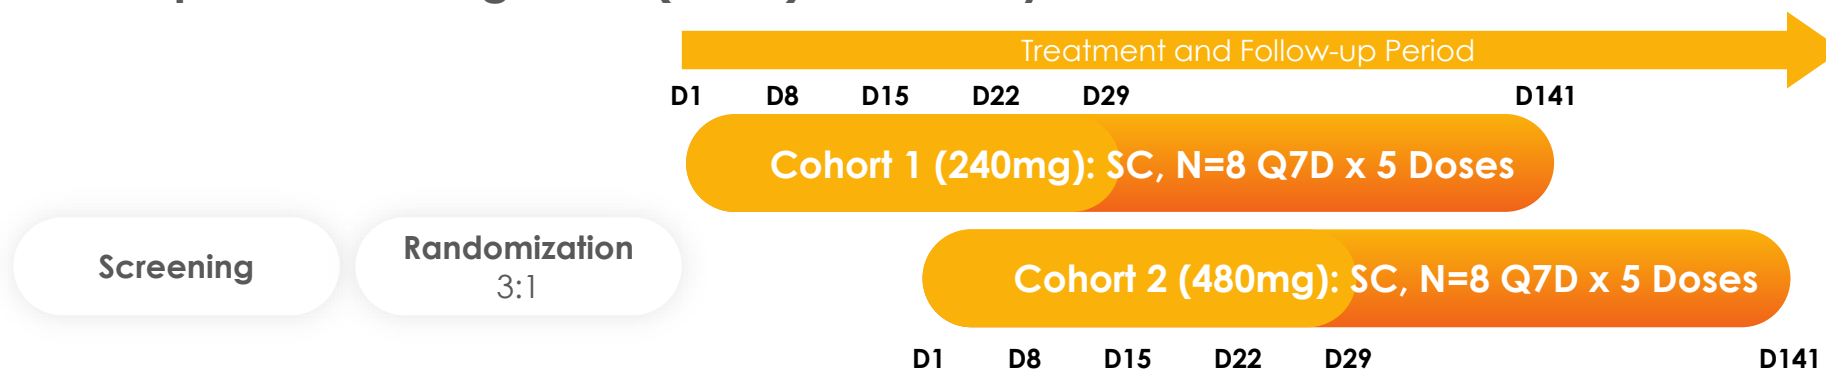 Treatment and Follow-up Period
D1 D8 D15 D22 D29 D141
Cohort 1 (240mg): SC, N=8 Q7D x 5 Doses
Screening
Randomization
3:1
Cohort 2 (480mg): SC, N=8 Q7D x 5 Doses
D1 D8 D15 D22 D29 D141